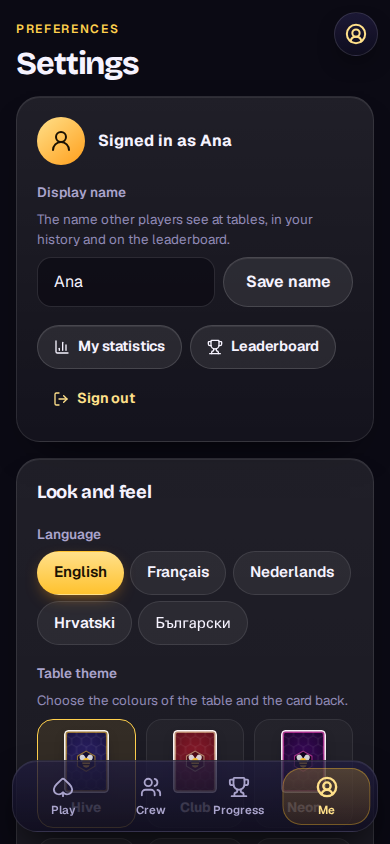 PREFERENCES
Settings
Signed in as Ana
Display name
The name other players see at tables, in your
history and on the leaderboard.
Ana
Save name
My statistics
Leaderboard
Sign out
Look and feel
Language
English
Français
Nederlands
Hrvatski
Български
Table theme
Choose the colours of the table and the card back.
Hive
Club
Neon
Play
Crew
Progress
Me